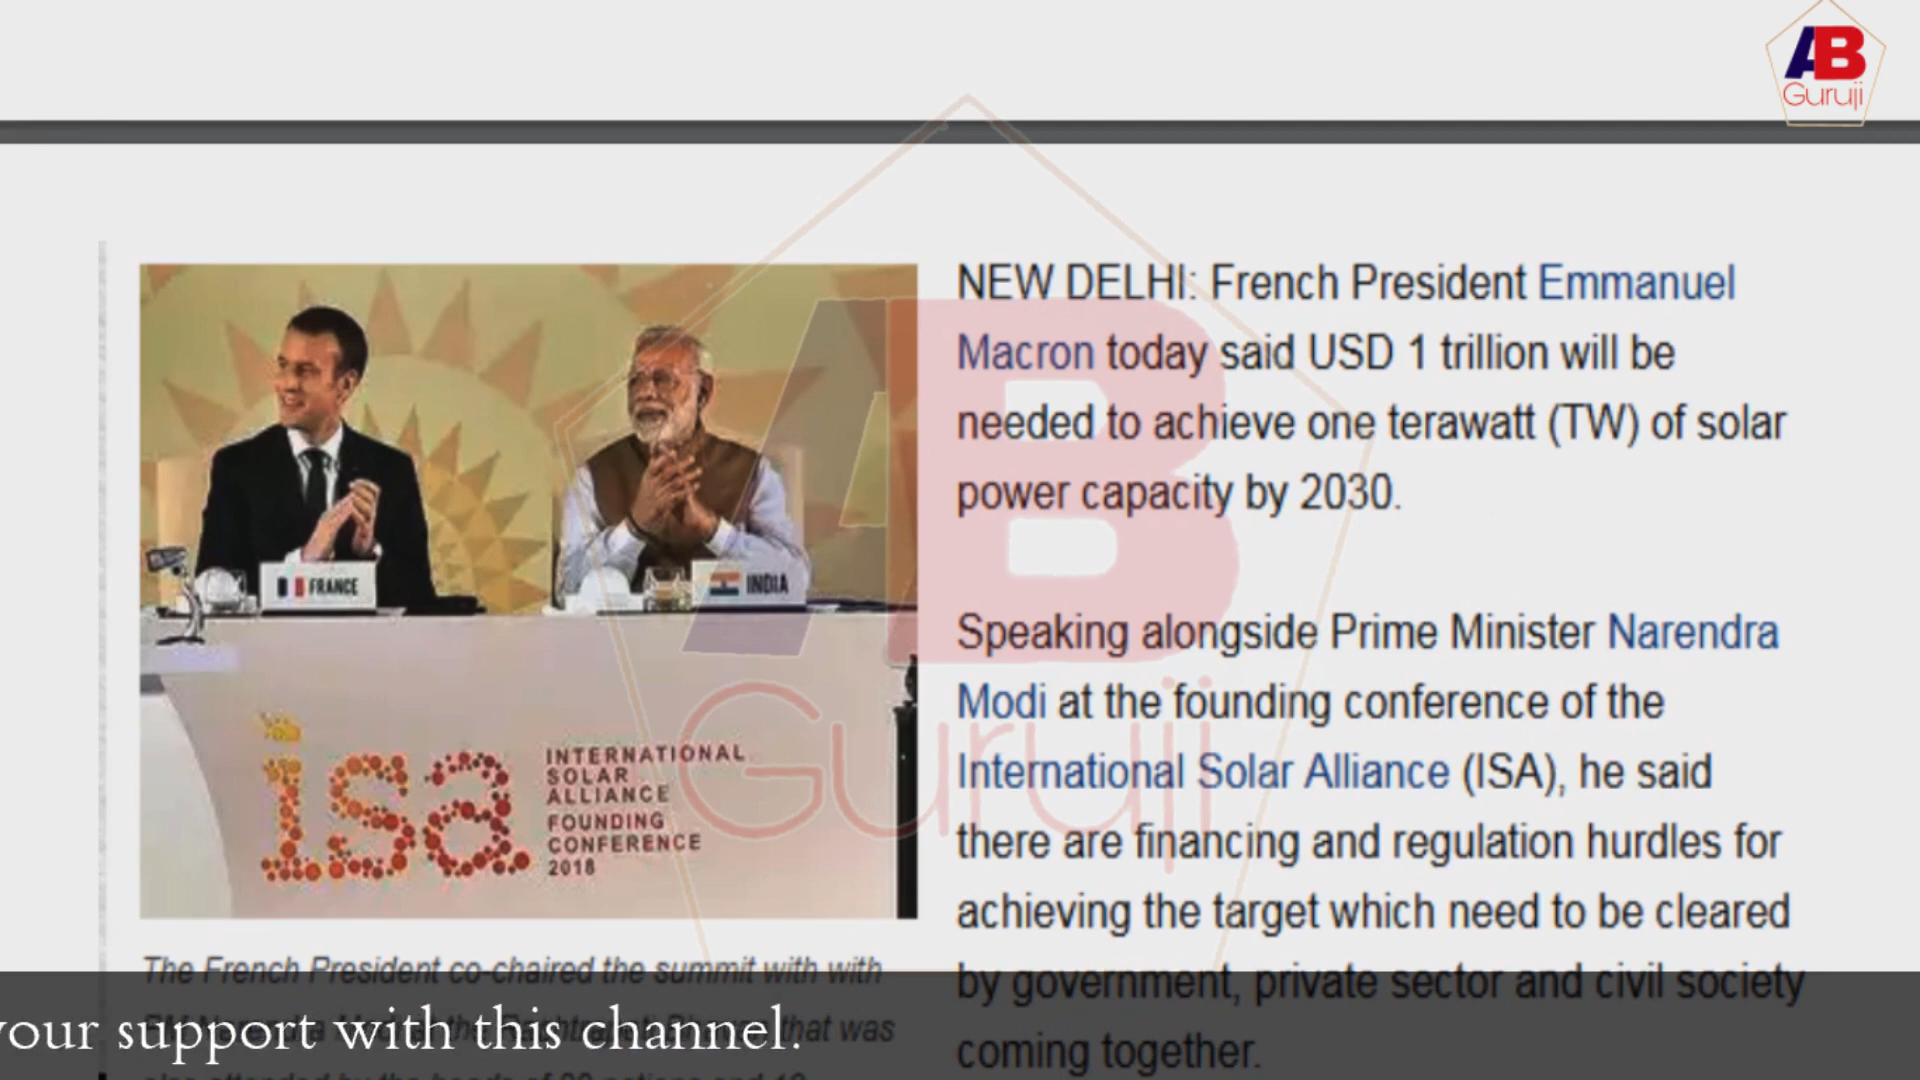 AB
Guruji
NEW DELHI: French President Emmanuel
Macron today said USD 1 trillion will be
needed to achieve one terawatt (TW) of solar
power capacity by 2030.
Speaking alongside Prime Minister Narendra
Modi at the founding conference of the
International Solar Alliance (ISA), he said
there are financing and regulation hurdles for
achieving the target which need to be cleared
by government, private sector and civil society
coming together.
FRANCE
INDIA
isa
INTERNATIONAL
SOLAR
ALLIANCE
FOUNDING
CONFERENCE
2018
AB
Guruji
The French President co-chaired the summit with with
that was
your support with this channel.